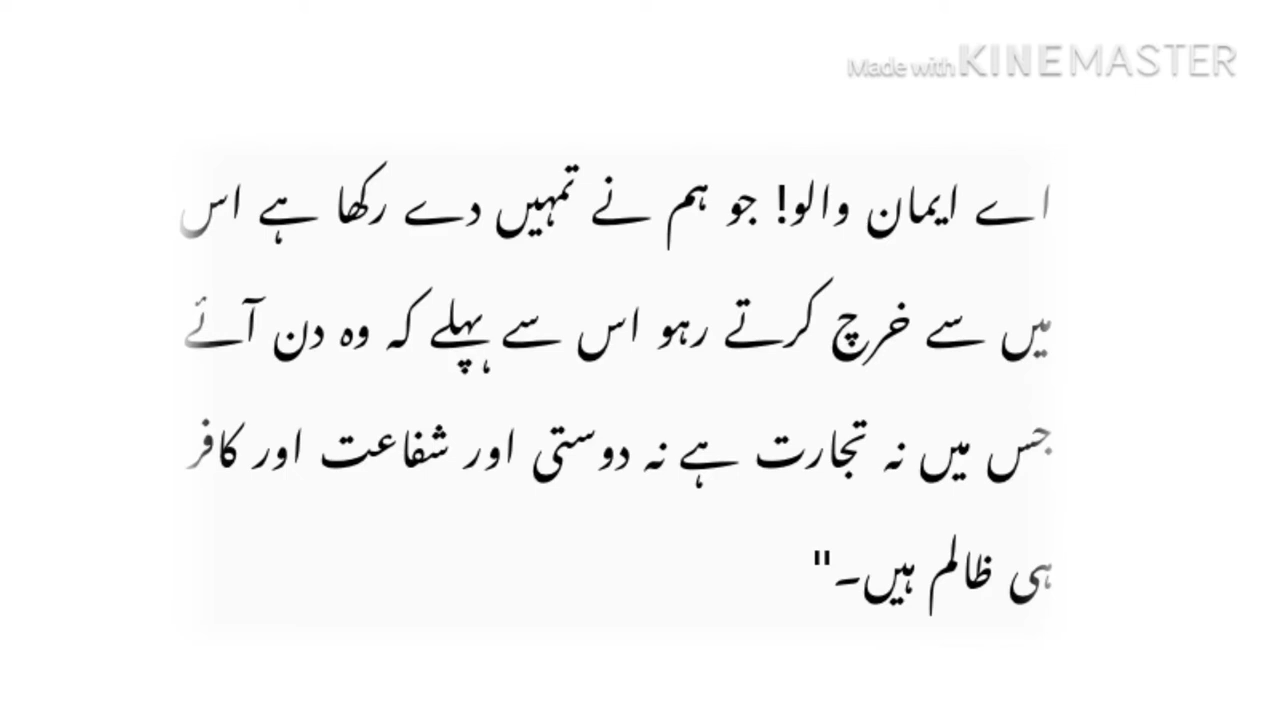 Made with KINEMASTER
اے ایمان والو! جو ہم نے تمہیں دے رکھا ہے اس
میں سے خرچ کرتے رہو اس سے پہلے کہ وہ دن آئے
جس میں نہ تجارت ہے نہ دوستی اور شفاعت اور کافر
ہی ظالم ہیں۔"